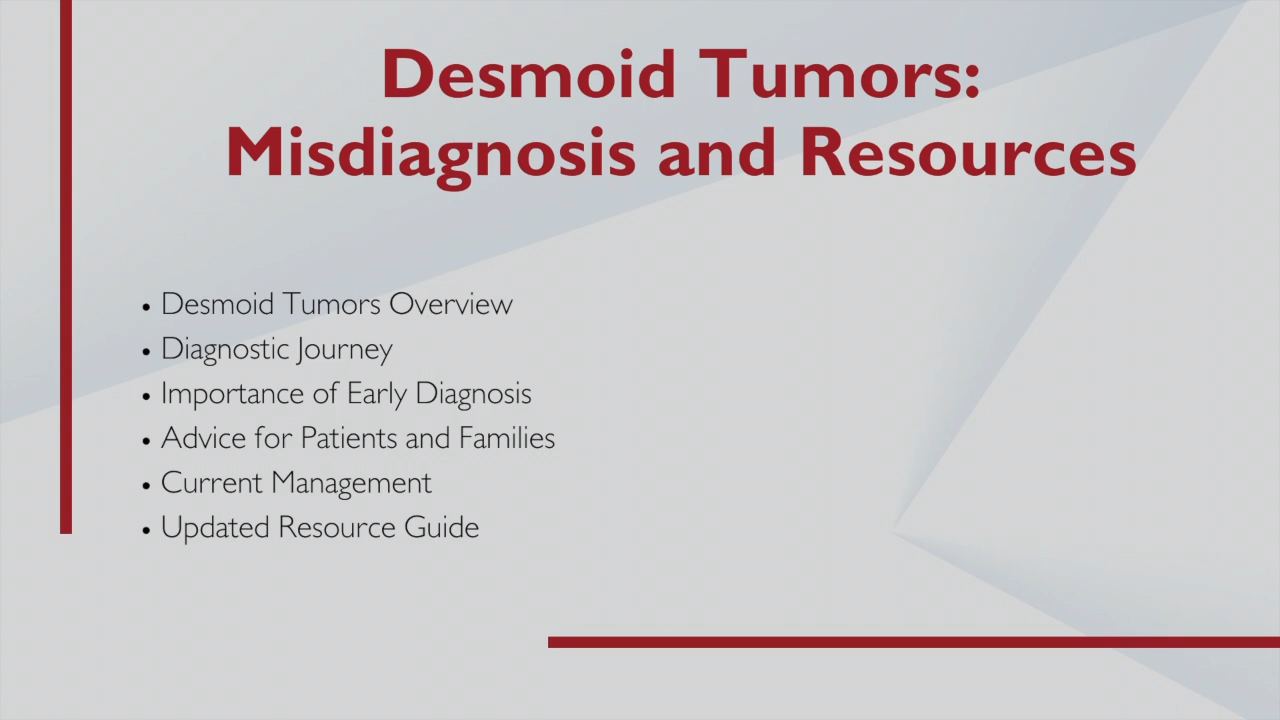 Desmoid Tumors:
Misdiagnosis and Resources
• Desmoid Tumors Overview
• Diagnostic Journey
• Importance of Early Diagnosis
• Advice for Patients and Families
• Current Management
• Updated Resource Guide